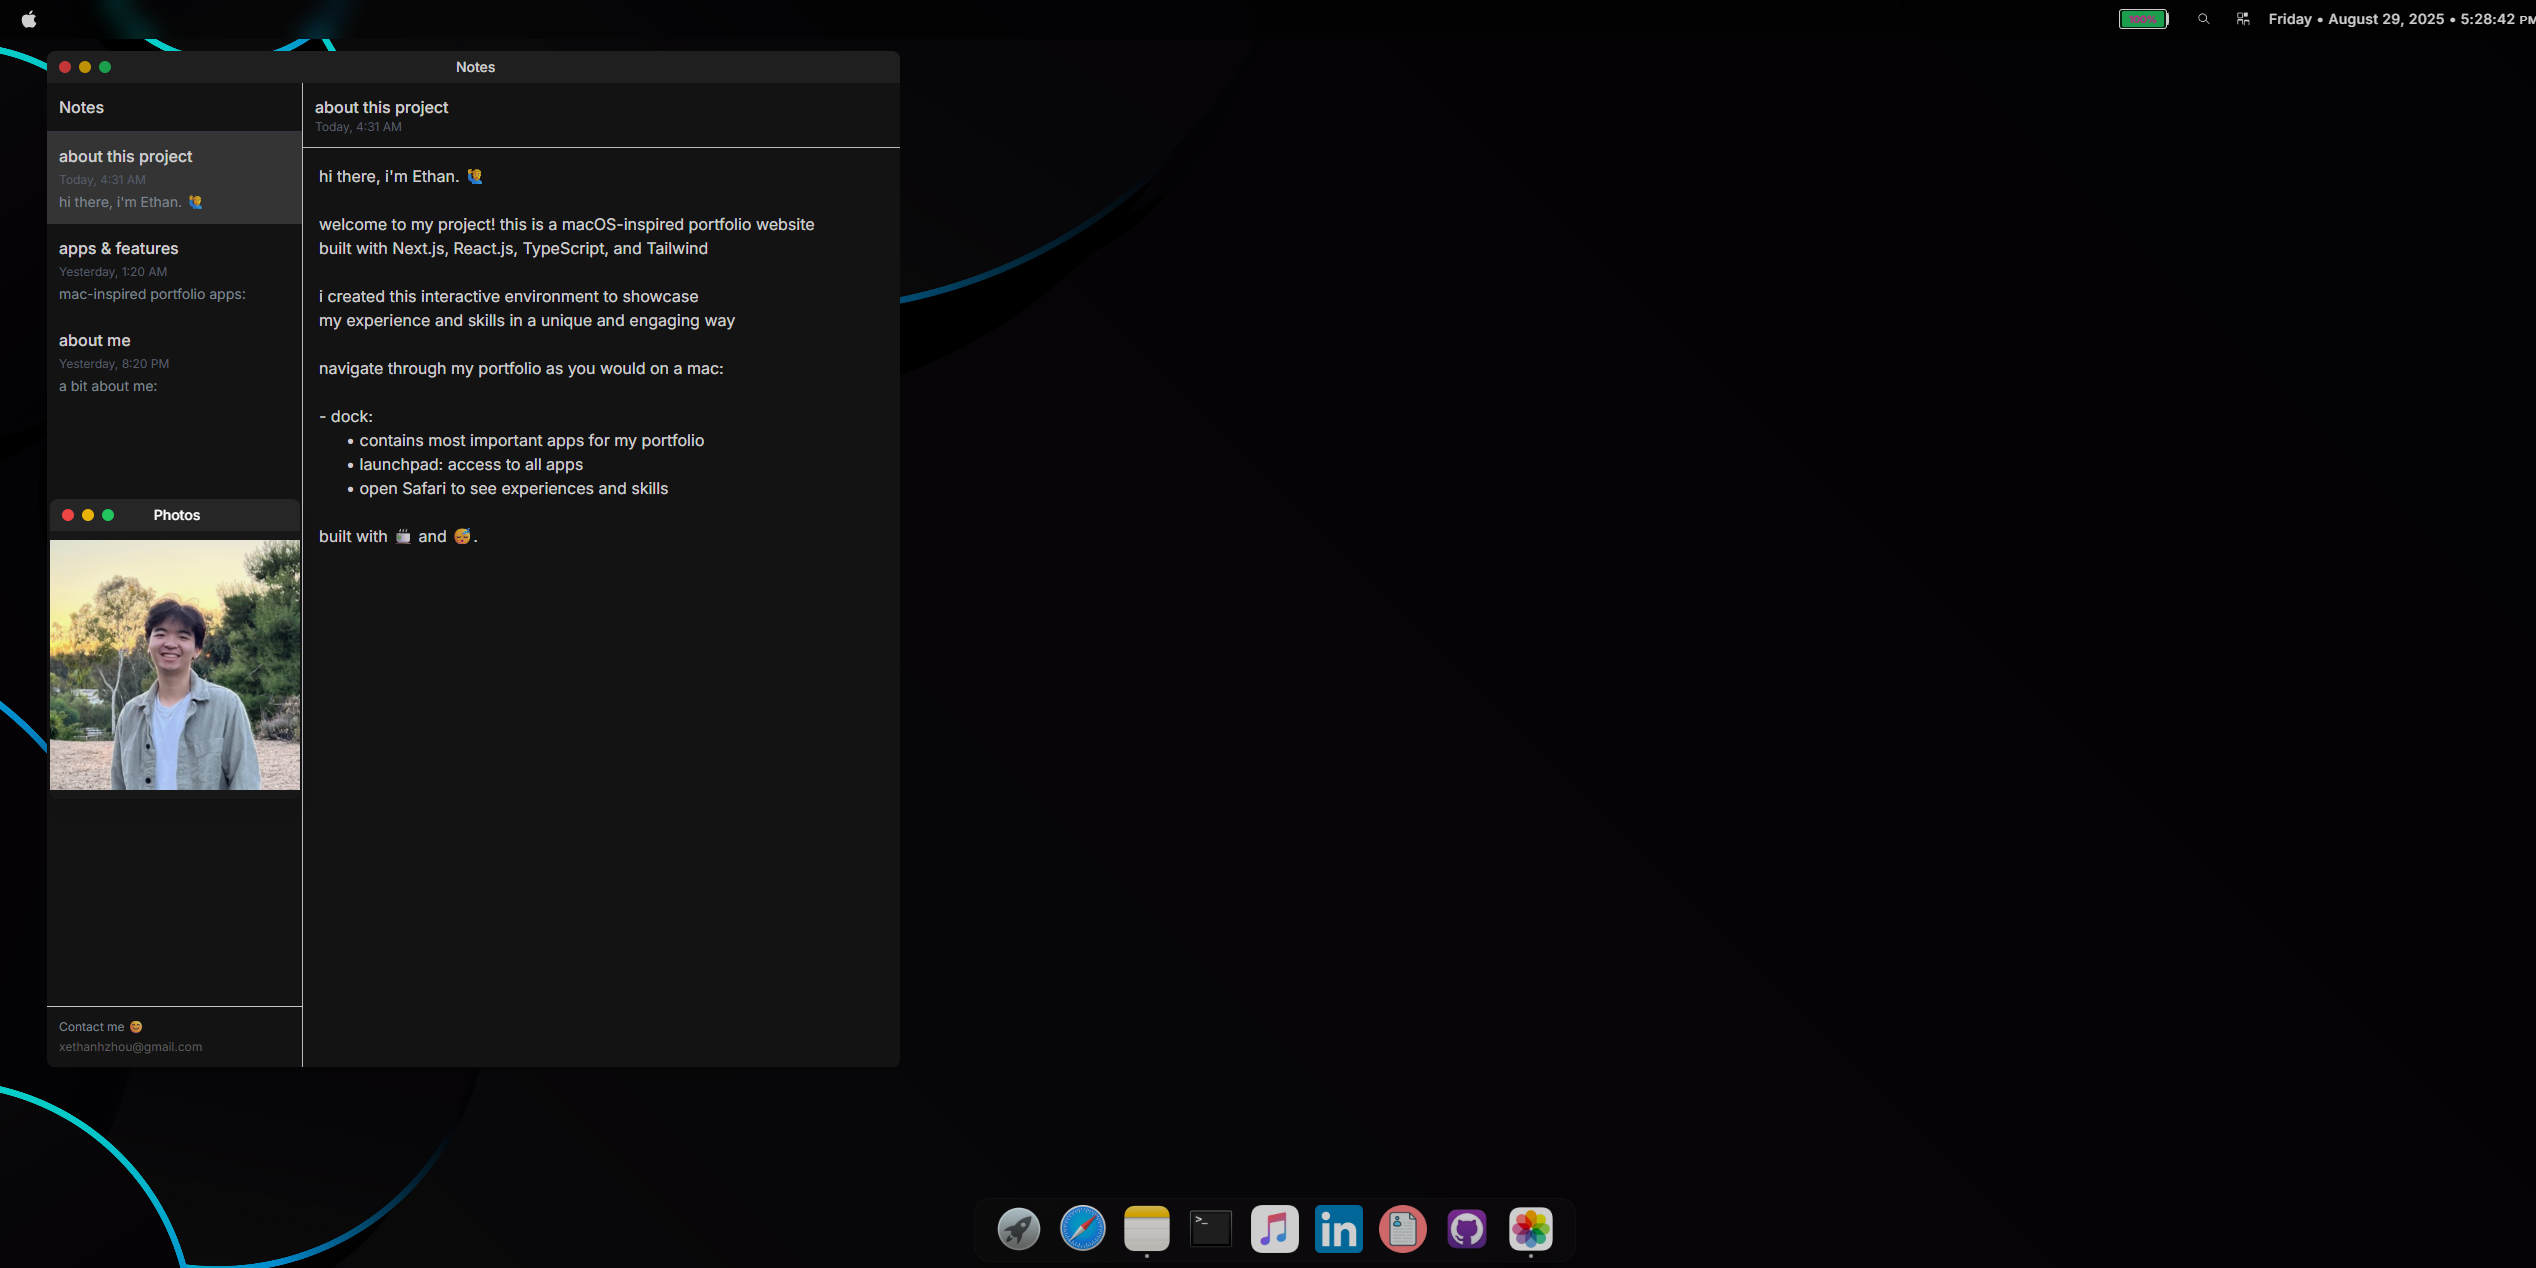 100%
Friday • August 29, 2025 • 5:28:42 PM
Notes
Notes
about this project
Today, 4:31 AM
hi there, i'm Ethan. 🙋‍♂️
apps & features
Yesterday, 1:20 AM
mac-inspired portfolio apps:
about me
Yesterday, 8:20 PM
a bit about me:
Photos
Contact me 😊
xethanhzhou@gmail.com
about this project
Today, 4:31 AM
hi there, i'm Ethan. 🙋‍♂️
welcome to my project! this is a macOS-inspired portfolio website
built with Next.js, React.js, TypeScript, and Tailwind
i created this interactive environment to showcase
my experience and skills in a unique and engaging way
navigate through my portfolio as you would on a mac:
- dock:
• contains most important apps for my portfolio
• launchpad: access to all apps
• open Safari to see experiences and skills
built with ☕ and 😴.
>_
in